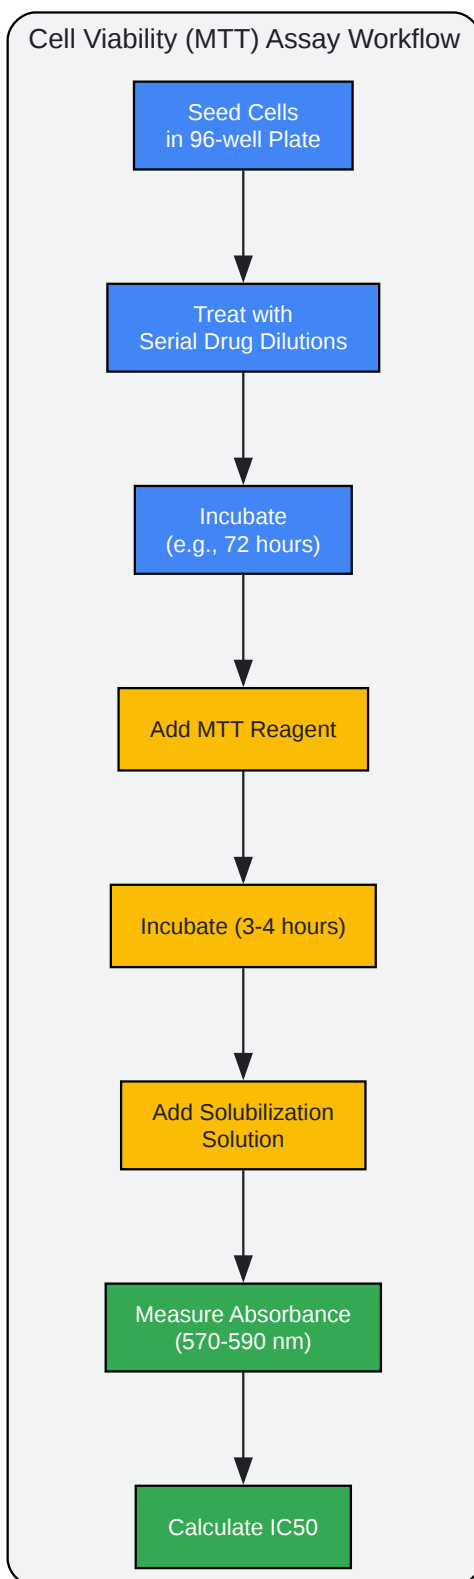 Cell Viability (MTT) Assay Workflow
Seed Cells
in 96-well Plate
Treat with
Serial Drug Dilutions
Incubate
(e.g., 72 hours)
Add MTT Reagent
Incubate (3-4 hours)
Add Solubilization
Solution
Measure Absorbance
(570-590 nm)
Calculate IC50